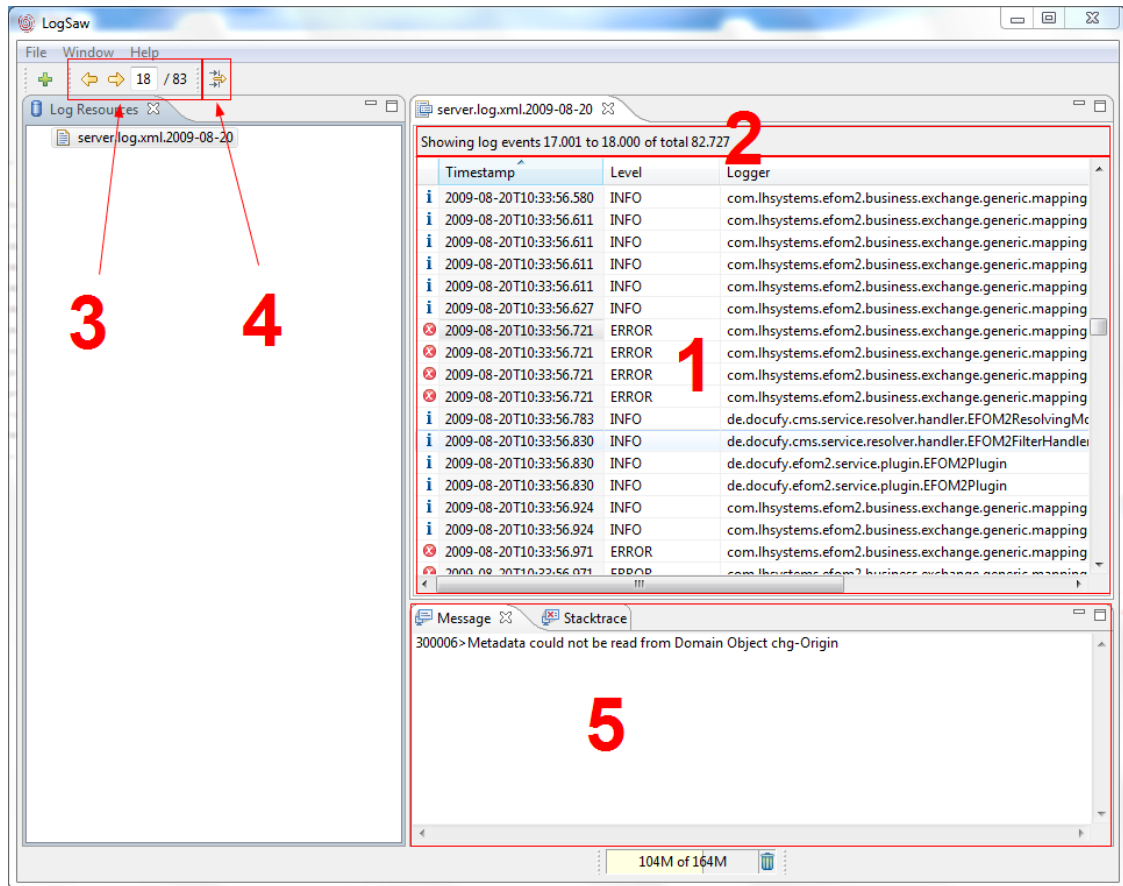 LogSaw
File Window Help
18 / 83
Log Resources
server.log.xml.2009-08-20
3
4
server.log.xml.2009-08-20
2
Showing log events 17.001 to 18.000 of total 82.727
Timestamp Level Logger
i 2009-08-20T10:33:56.580 INFO com.lhsystems.efom2.business.exchange.generic.mapping
i 2009-08-20T10:33:56.611 INFO com.lhsystems.efom2.business.exchange.generic.mapping
i 2009-08-20T10:33:56.611 INFO com.lhsystems.efom2.business.exchange.generic.mapping
i 2009-08-20T10:33:56.611 INFO com.lhsystems.efom2.business.exchange.generic.mapping
i 2009-08-20T10:33:56.611 INFO com.lhsystems.efom2.business.exchange.generic.mapping
i 2009-08-20T10:33:56.627 INFO com.lhsystems.efom2.business.exchange.generic.mapping
2009-08-20T10:33:56.721 ERROR com.lhsystems.efom2.business.exchange.generic.mapping
2009-08-20T10:33:56.721 ERROR com.lhsystems.efom2.business.exchange.generic.mapping
1
2009-08-20T10:33:56.721 ERROR com.lhsystems.efom2.business.exchange.generic.mapping
2009-08-20T10:33:56.721 ERROR com.lhsystems.efom2.business.exchange.generic.mapping
i 2009-08-20T10:33:56.783 INFO de.docufy.cms.service.resolver.handler.EFOM2ResolvingMc
i 2009-08-20T10:33:56.830 INFO de.docufy.cms.service.resolver.handler.EFOM2FilterHandler
i 2009-08-20T10:33:56.830 INFO de.docufy.efom2.service.plugin.EFOM2Plugin
i 2009-08-20T10:33:56.830 INFO de.docufy.efom2.service.plugin.EFOM2Plugin
i 2009-08-20T10:33:56.924 INFO com.lhsystems.efom2.business.exchange.generic.mapping
i 2009-08-20T10:33:56.924 INFO com.lhsystems.efom2.business.exchange.generic.mapping
2009-08-20T10:33:56.971 ERROR com.lhsystems.efom2.business.exchange.generic.mapping
2009-08-20T10:33:56.971 ERROR com.lhsystems.efom2.business.exchange.generic.mapping
Message Stacktrace
300006>Metadata could not be read from Domain Object chg-Origin
5
104M of 164M